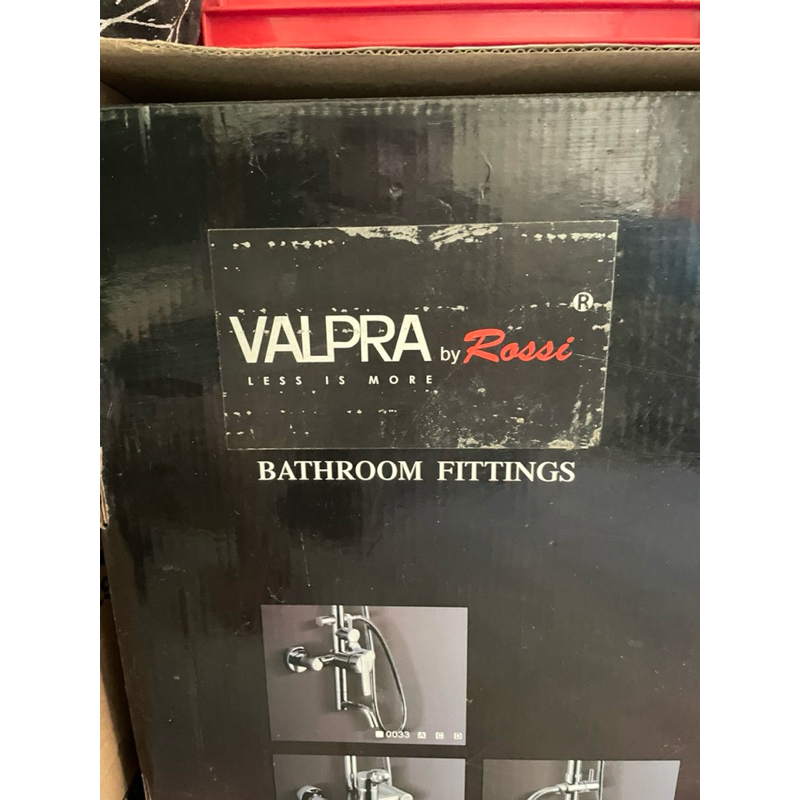 ®
VALPRA by Rossi
LESS IS MORE
BATHROOM FITTINGS
0033 A C D